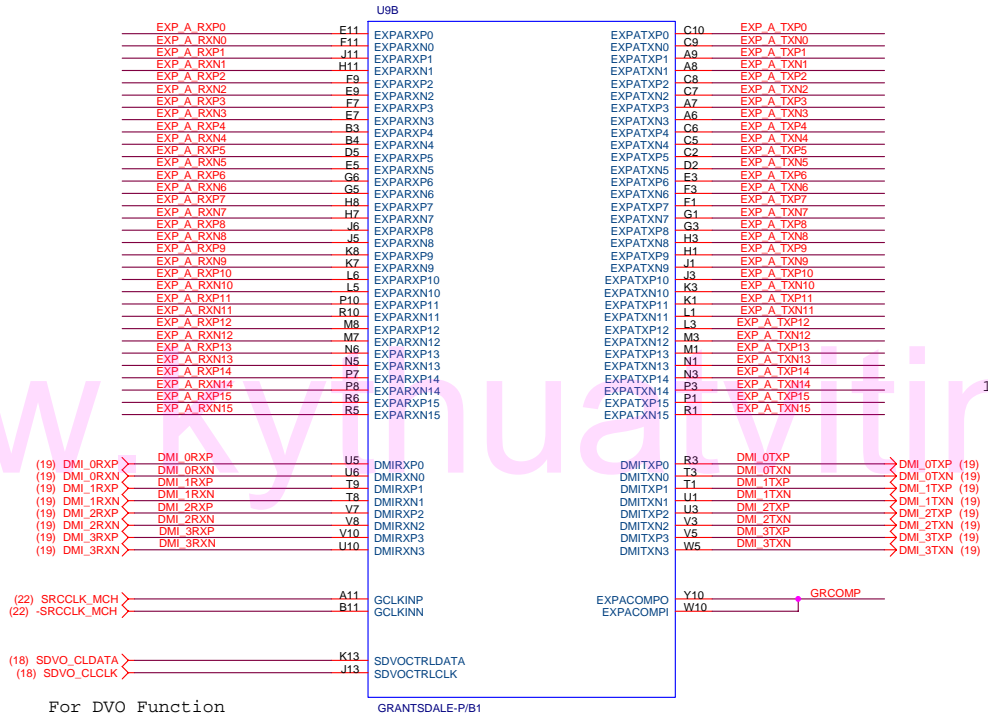 U9B
EXP_A_RXP0 E11 EXPARXP0 EXPATXP0 C10 EXP_A_TXP0
EXP_A_RXN0 F11 EXPARXN0 EXPATXN0 C9 EXP_A_TXN0
EXP_A_RXP1 J11 EXPARXP1 EXPATXP1 A9 EXP_A_TXP1
EXP_A_RXN1 H11 EXPARXN1 EXPATXN1 A8 EXP_A_TXN1
EXP_A_RXP2 F9 EXPARXP2 EXPATXP2 C8 EXP_A_TXP2
EXP_A_RXN2 E9 EXPARXN2 EXPATXN2 C7 EXP_A_TXN2
EXP_A_RXP3 F7 EXPARXP3 EXPATXP3 A7 EXP_A_TXP3
EXP_A_RXN3 E7 EXPARXN3 EXPATXN3 A6 EXP_A_TXN3
EXP_A_RXP4 B3 EXPARXP4 EXPATXP4 C6 EXP_A_TXP4
EXP_A_RXN4 B4 EXPARXN4 EXPATXN4 C5 EXP_A_TXN4
EXP_A_RXP5 D5 EXPARXP5 EXPATXP5 C2 EXP_A_TXP5
EXP_A_RXN5 E5 EXPARXN5 EXPATXN5 D2 EXP_A_TXN5
EXP_A_RXP6 G6 EXPARXP6 EXPATXP6 E3 EXP_A_TXP6
EXP_A_RXN6 G5 EXPARXN6 EXPATXN6 F3 EXP_A_TXN6
EXP_A_RXP7 H8 EXPARXP7 EXPATXP7 F1 EXP_A_TXP7
EXP_A_RXN7 H7 EXPARXN7 EXPATXN7 G1 EXP_A_TXN7
EXP_A_RXP8 J6 EXPARXP8 EXPATXP8 G3 EXP_A_TXP8
EXP_A_RXN8 J5 EXPARXN8 EXPATXN8 H3 EXP_A_TXN8
EXP_A_RXP9 K8 EXPARXP9 EXPATXP9 H1 EXP_A_TXP9
EXP_A_RXN9 K7 EXPARXN9 EXPATXN9 J1 EXP_A_TXN9
EXP_A_RXP10 L6 EXPARXP10 EXPATXP10 J3 EXP_A_TXP10
EXP_A_RXN10 L5 EXPARXN10 EXPATXN10 K3 EXP_A_TXN10
EXP_A_RXP11 P10 EXPARXP11 EXPATXP11 K1 EXP_A_TXP11
EXP_A_RXN11 R10 EXPARXN11 EXPATXN11 L1 EXP_A_TXN11
EXP_A_RXP12 M8 EXPARXP12 EXPATXP12 L3 EXP_A_TXP12
EXP_A_RXN12 M7 EXPARXN12 EXPATXN12 M3 EXP_A_TXN12
EXP_A_RXP13 N6 EXPARXP13 EXPATXP13 M1 EXP_A_TXP13
EXP_A_RXN13 N5 EXPARXN13 EXPATXN13 N1 EXP_A_TXN13
EXP_A_RXP14 P7 EXPARXP14 EXPATXP14 N3 EXP_A_TXP14
EXP_A_RXN14 P8 EXPARXN14 EXPATXN14 P3 EXP_A_TXN14
EXP_A_RXP15 R6 EXPARXP15 EXPATXP15 P1 EXP_A_TXP15
EXP_A_RXN15 R5 EXPARXN15 EXPATXN15 R1 EXP_A_TXN15
w.kythuatvitin
(19) DMI_0RXP DMI_0RXP U5 DMIRXP0 DMITXP0 R3 DMI_0TXP DMI_0TXP (19)
(19) DMI_0RXN DMI_0RXN U6 DMIRXN0 DMITXN0 T3 DMI_0TXN DMI_0TXN (19)
(19) DMI_1RXP DMI_1RXP T9 DMIRXP1 DMITXP1 T1 DMI_1TXP DMI_1TXP (19)
(19) DMI_1RXN DMI_1RXN T8 DMIRXN1 DMITXN1 U1 DMI_1TXN DMI_1TXN (19)
(19) DMI_2RXP DMI_2RXP V7 DMIRXP2 DMITXP2 U3 DMI_2TXP DMI_2TXP (19)
(19) DMI_2RXN DMI_2RXN V8 DMIRXN2 DMITXN2 V3 DMI_2TXN DMI_2TXN (19)
(19) DMI_3RXP DMI_3RXP V10 DMIRXP3 DMITXP3 V5 DMI_3TXP DMI_3TXP (19)
(19) DMI_3RXN DMI_3RXN U10 DMIRXN3 DMITXN3 W5 DMI_3TXN DMI_3TXN (19)
(22) SRCCLK_MCH A11 GCLKINP EXPACOMPO Y10 GRCOMP
(22) -SRCCLK_MCH B11 GCLKINN EXPACOMPI W10
(18) SDVO_CLDATA K13 SDVOCTRLDATA
(18) SDVO_CLCLK J13 SDVOCTRLCLK
For DVO Function GRANTSDALE-P/B1